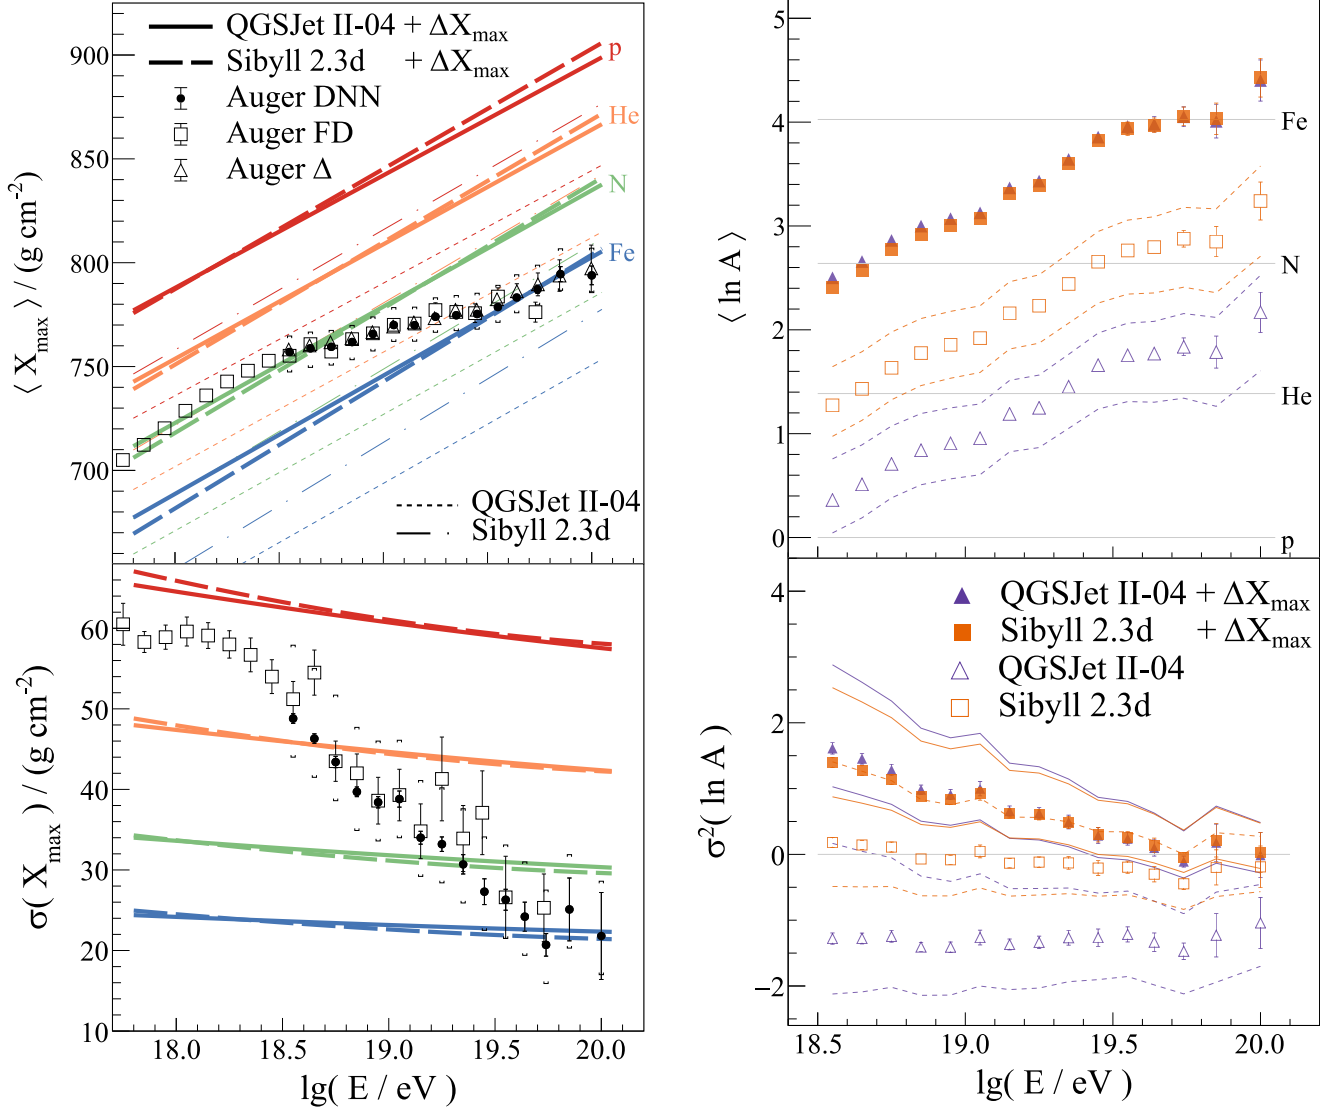 QGSJet II-04 + ΔXmax
Sibyll 2.3d + ΔXmax
Auger DNN
Auger FD
Auger Δ
p
He
N
Fe
QGSJet II-04
Sibyll 2.3d
900
850
800
750
700
⟨ Xmax ⟩ / (g cm⁻²)
60
50
40
30
20
10
σ( Xmax ) / (g cm⁻²)
18.0 18.5 19.0 19.5 20.0
lg( E / eV )
5
4
3
2
1
0
⟨ ln A ⟩
Fe
N
He
p
QGSJet II-04 + ΔXmax
Sibyll 2.3d + ΔXmax
QGSJet II-04
Sibyll 2.3d
4
2
0
−2
σ²( ln A )
18.5 19.0 19.5 20.0
lg( E / eV )